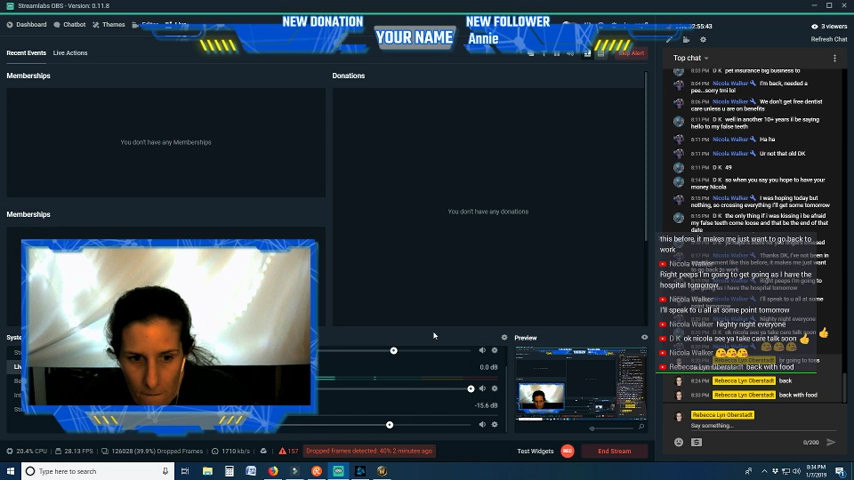 Streamlabs OBS - Version: 0.11.8
Dashboard
Chatbot
Themes
NEW DONATION
YOUR NAME
NEW FOLLOWER
Annie
:55:43
3 viewers
Refresh Chat
Recent Events
Live Actions
Skip Alert
Memberships
You don't have any Memberships
Donations
You don't have any donations
Memberships
Top chat
8:03 PM D K pet insurance big business to
8:04 PM Nicola Walker I'm back, needed a
pee...sorry tmi lol
8:06 PM Nicola Walker We don't get free dentist
care unless u are on benefits
8:11 PM D K well in another 10+ years il be saying
hello to my false teeth
8:11 PM Nicola Walker Ha ha
8:11 PM Nicola Walker Ur not that old DK
8:11 PM D K 49
8:14 PM D K so when you say you hope to have your
money Nicola
8:15 PM Nicola Walker I was hoping today but
nothing, so crossing everything I'll get some tomorrow
8:15 PM D K the only thing if i was kissing i be afraid
my false teeth come loose and that be the end of that
date
this before, it makes me just want to go back to
work
Nicola Walker
Right peeps I'm going to get going as I have the
hospital tomorrow
Nicola Walker
I'll speak to u all at some point tomorrow
Nicola Walker Nighty night everyone
D K ok nicola see ya take care talk soon
Nicola Walker
Rebecca Lyn Oberstadt back with food
8:24 PM Rebecca Lyn Oberstadt back
8:33 PM Rebecca Lyn Oberstadt back with food
Rebecca Lyn Oberstadt
Say something...
0/200
0.0 dB
-15.6 dB
Preview
20.4% CPU
28.13 FPS
126028 (39.9%) Dropped Frames
1710 kb/s
157
Dropped frames detected: 40% 2 minutes ago
Test Widgets
REC
End Stream
Type here to search
8:34 PM
1/7/2019